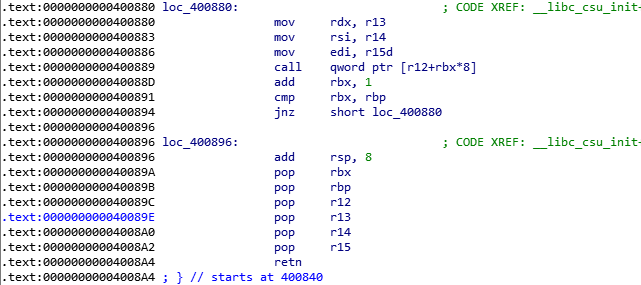 .text:0000000000400880 loc_400880: ; CODE XREF: __libc_csu_init
.text:0000000000400880 mov rdx, r13
.text:0000000000400883 mov rsi, r14
.text:0000000000400886 mov edi, r15d
.text:0000000000400889 call qword ptr [r12+rbx*8]
.text:000000000040088D add rbx, 1
.text:0000000000400891 cmp rbx, rbp
.text:0000000000400894 jnz short loc_400880
.text:0000000000400896
.text:0000000000400896 loc_400896: ; CODE XREF: __libc_csu_init
.text:0000000000400896 add rsp, 8
.text:000000000040089A pop rbx
.text:000000000040089B pop rbp
.text:000000000040089C pop r12
.text:000000000040089E pop r13
.text:00000000004008A0 pop r14
.text:00000000004008A2 pop r15
.text:00000000004008A4 retn
.text:00000000004008A4 ; } // starts at 400840